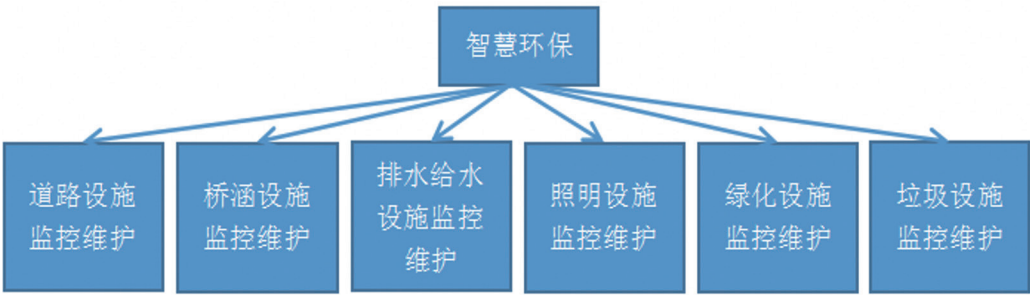 智慧环保
道路设施
监控维护
桥涵设施
监控维护
排水给水
设施监控
维护
照明设施
监控维护
绿化设施
监控维护
垃圾设施
监控维护